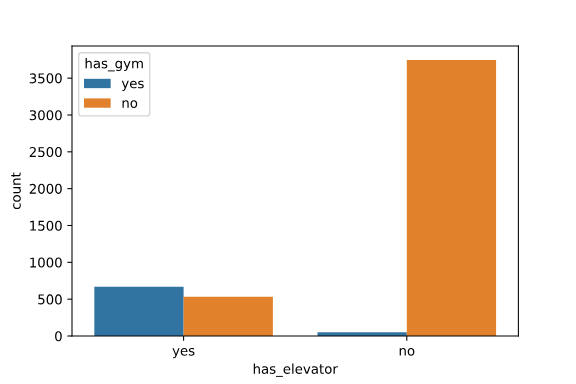 has_gym
yes
no
3500
3000
2500
2000
1500
1000
500
0
count
yes
no
has_elevator